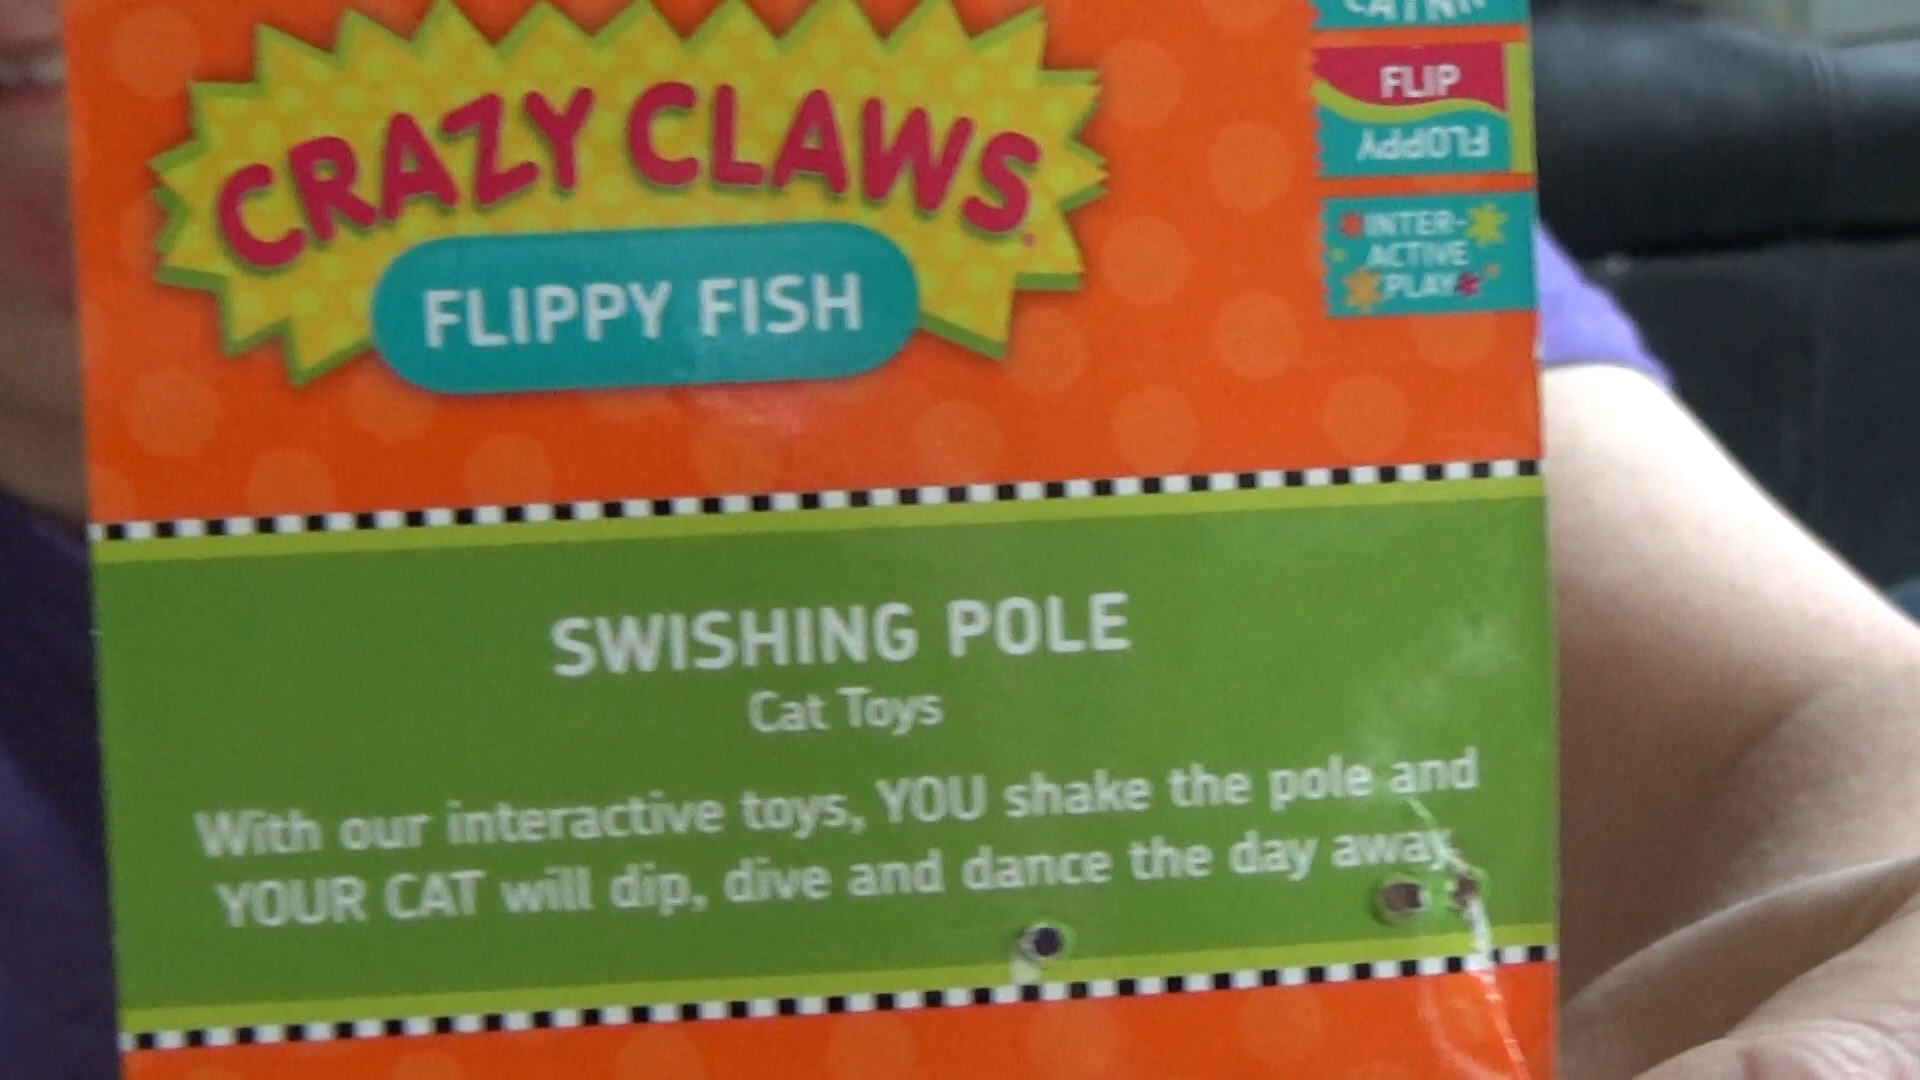 CRAZY CLAWS
FLIPPY FISH
CATNIP
FLIP
FLOPPY
INTER-
ACTIVE
PLAY
SWISHING POLE
Cat Toys
With our interactive toys, YOU shake the pole and
YOUR CAT will dip, dive and dance the day away.